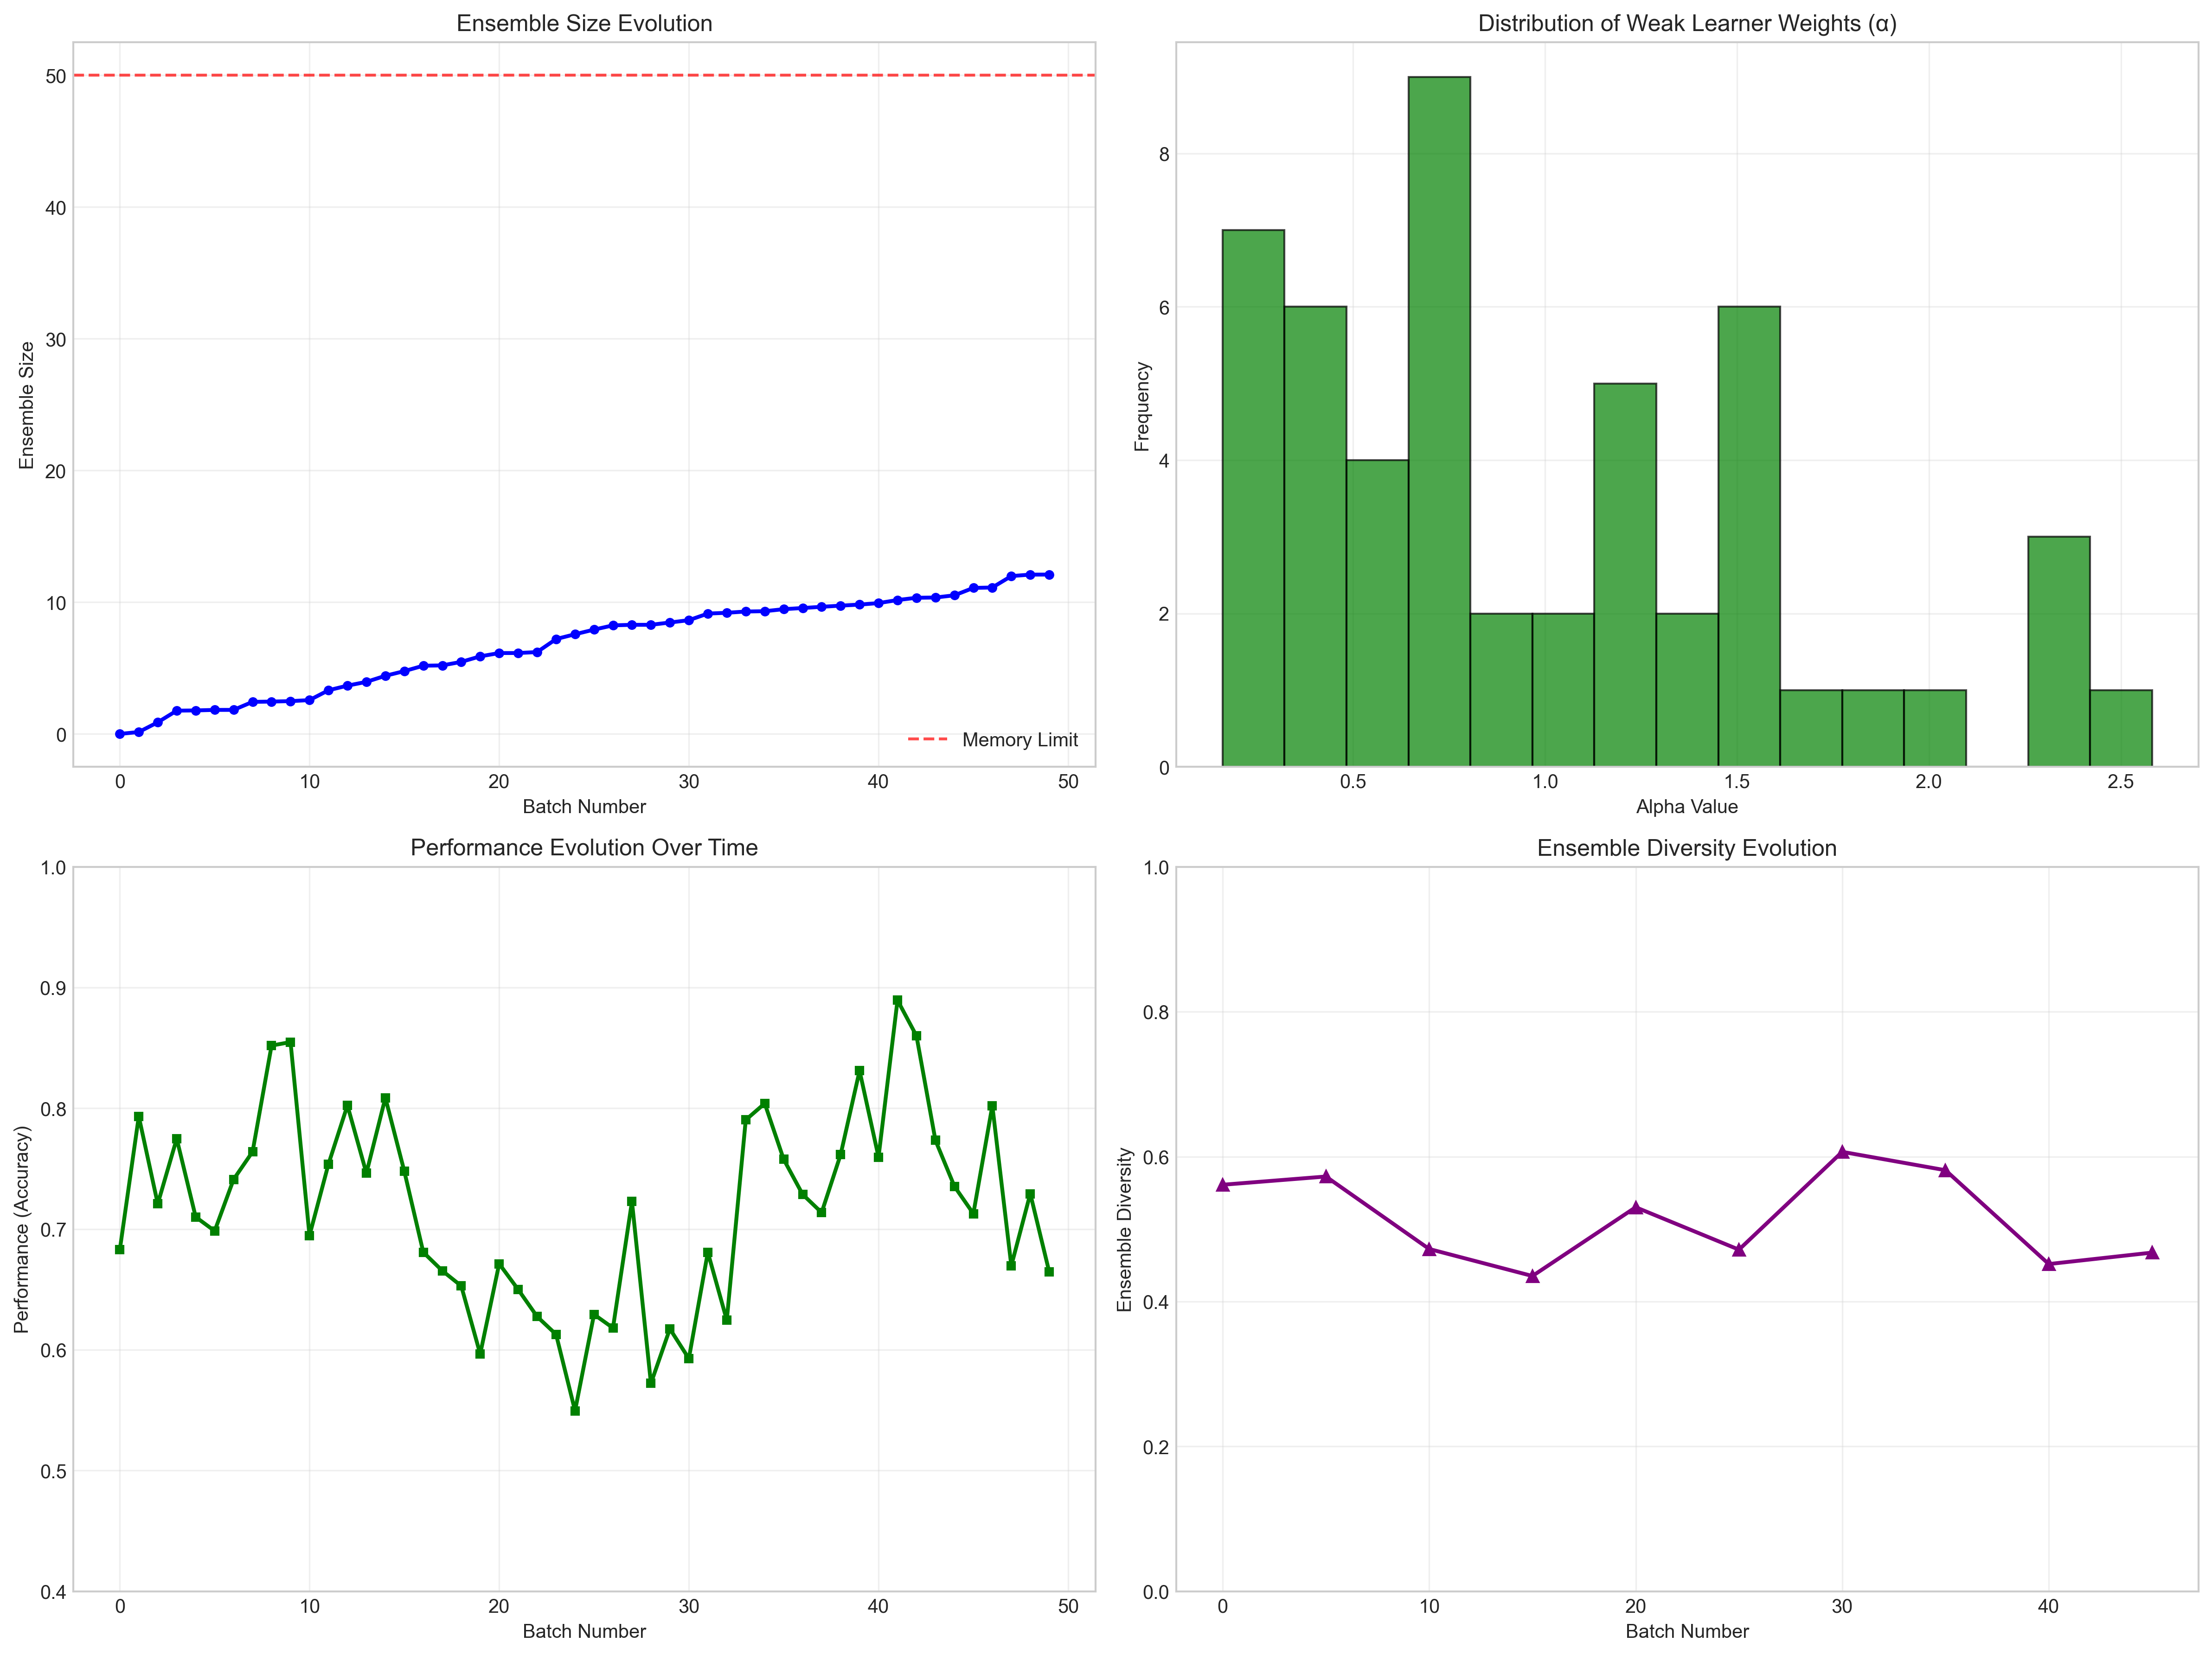 Ensemble Size Evolution
50
40
30
20
10
0
Ensemble Size
0 10 20 30 40 50
Batch Number
Memory Limit
Distribution of Weak Learner Weights (α)
8
6
4
2
0
Frequency
0.5 1.0 1.5 2.0 2.5
Alpha Value
Performance Evolution Over Time
1.0
0.9
0.8
0.7
0.6
0.5
0.4
Performance (Accuracy)
0 10 20 30 40 50
Batch Number
Ensemble Diversity Evolution
1.0
0.8
0.6
0.4
0.2
0.0
Ensemble Diversity
0 10 20 30 40
Batch Number